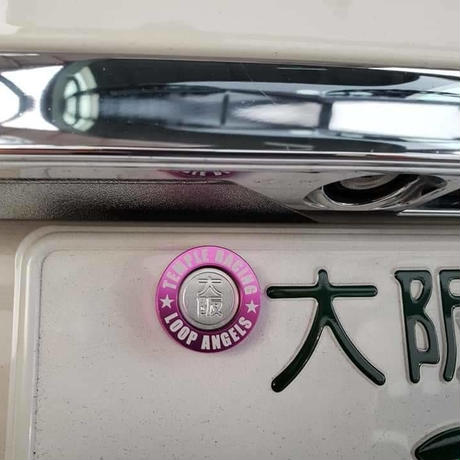 TEMPLE RACING
大阪
LOOP ANGELS
大阪